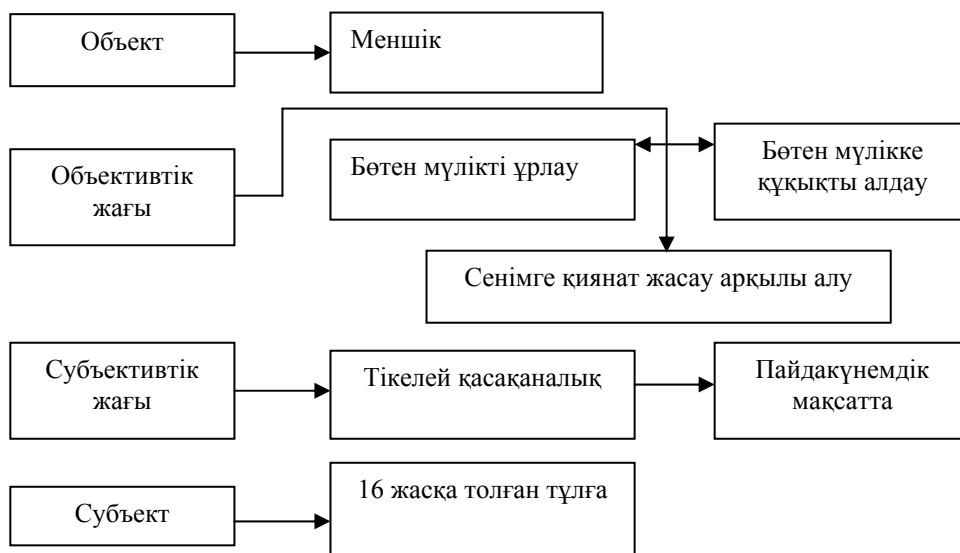 Объект
Меншік
Объективтік
жағы
Бөтен мүлікті ұрлау
Бөтен мүлікке
құқықты алдау
Сенімге қиянат жасау арқылы алу
Субъективтік
жағы
Тікелей қасақаналық
Пайдакүнемдік
мақсатта
Субъект
16 жасқа толған тұлға